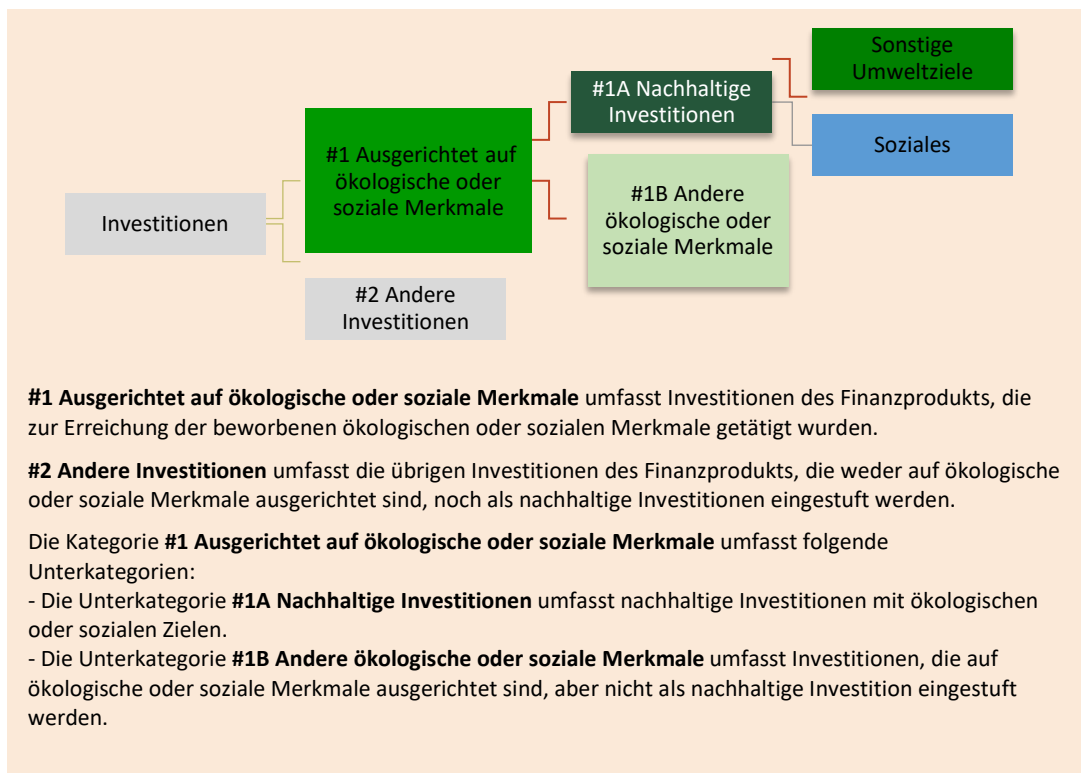 Sonstige
Umweltziele
#1A Nachhaltige
Investitionen
Soziales
#1 Ausgerichtet auf
ökologische oder
soziale Merkmale
#1B Andere
ökologische oder
soziale Merkmale
Investitionen
#2 Andere
Investitionen
#1 Ausgerichtet auf ökologische oder soziale Merkmale umfasst Investitionen des Finanzprodukts, die
zur Erreichung der beworbenen ökologischen oder sozialen Merkmale getätigt wurden.
#2 Andere Investitionen umfasst die übrigen Investitionen des Finanzprodukts, die weder auf ökologische
oder soziale Merkmale ausgerichtet sind, noch als nachhaltige Investitionen eingestuft werden.
Die Kategorie #1 Ausgerichtet auf ökologische oder soziale Merkmale umfasst folgende
Unterkategorien:
- Die Unterkategorie #1A Nachhaltige Investitionen umfasst nachhaltige Investitionen mit ökologischen
oder sozialen Zielen.
- Die Unterkategorie #1B Andere ökologische oder soziale Merkmale umfasst Investitionen, die auf
ökologische oder soziale Merkmale ausgerichtet sind, aber nicht als nachhaltige Investition eingestuft
werden.